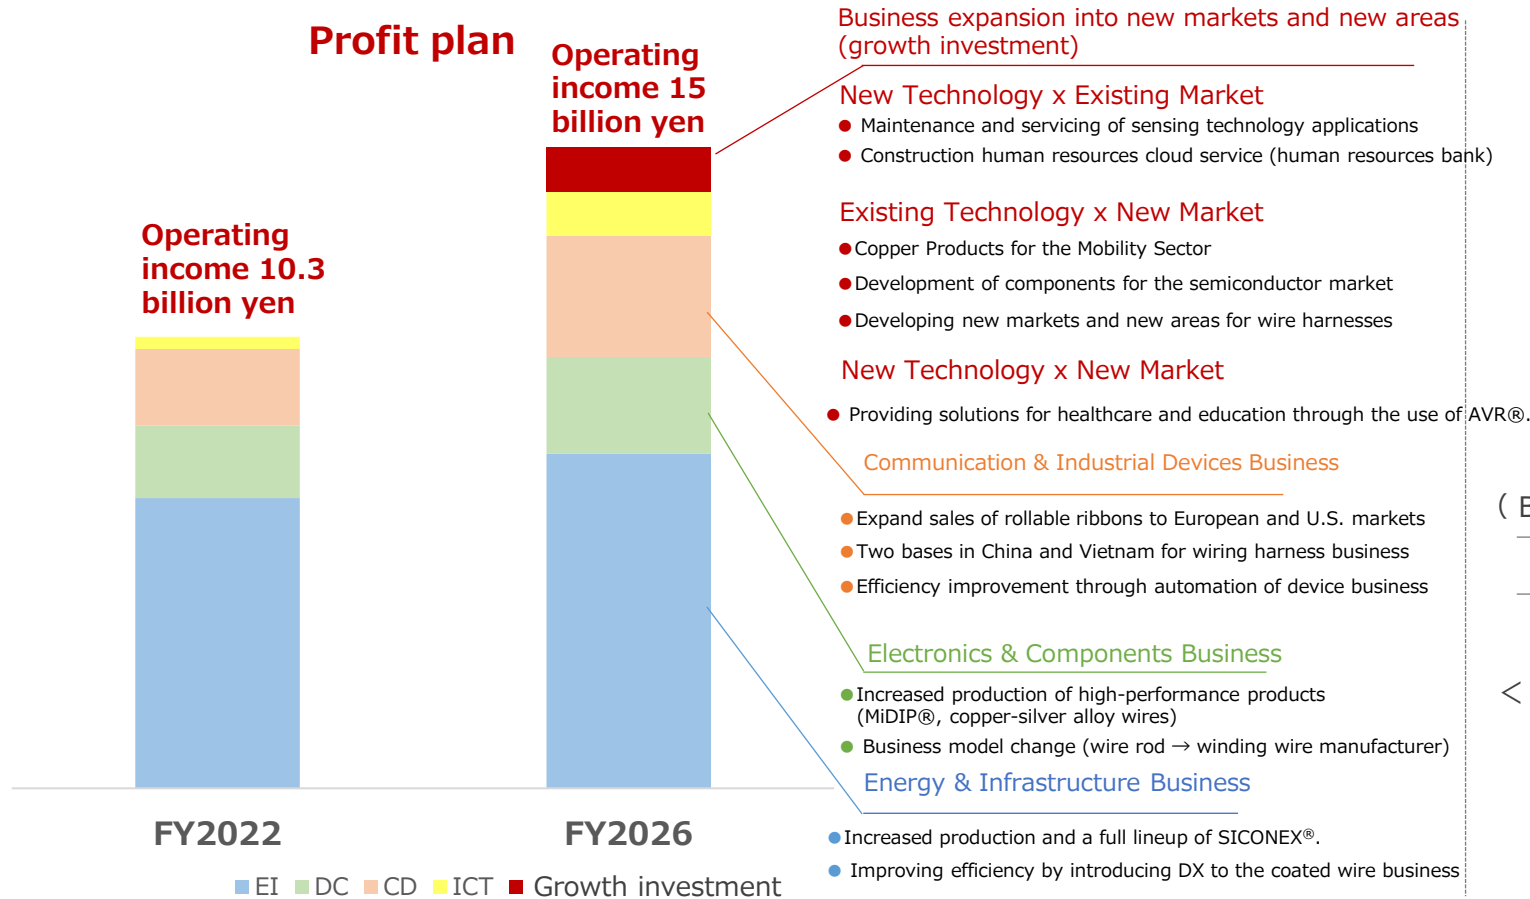 Profit plan
Operating
income 15
billion yen
Operating
income 10.3
billion yen
FY2022
FY2026
EI
DC
CD
ICT
Growth investment
Business expansion into new markets and new areas
(growth investment)
New Technology x Existing Market
● Maintenance and servicing of sensing technology applications
● Construction human resources cloud service (human resources bank)
Existing Technology x New Market
●Copper Products for the Mobility Sector
●Development of components for the semiconductor market
●Developing new markets and new areas for wire harnesses
New Technology x New Market
● Providing solutions for healthcare and education through the use of AVR®.
Communication & Industrial Devices Business
●Expand sales of rollable ribbons to European and U.S. markets
●Two bases in China and Vietnam for wiring harness business
●Efficiency improvement through automation of device business
Electronics & Components Business
●Increased production of high-performance products
(MiDIP®, copper-silver alloy wires)
● Business model change (wire rod → winding wire manufacturer)
Energy & Infrastructure Business
●Increased production and a full lineup of SICONEX®.
● Improving efficiency by introducing DX to the coated wire business
(
<